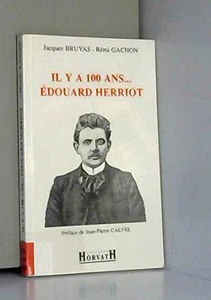 Jacques BRUYAS - Rémi GACHON
IL Y A 100 ANS...
ÉDOUARD HERRIOT
Préface de Jean-Pierre CALVEL
HORVATH